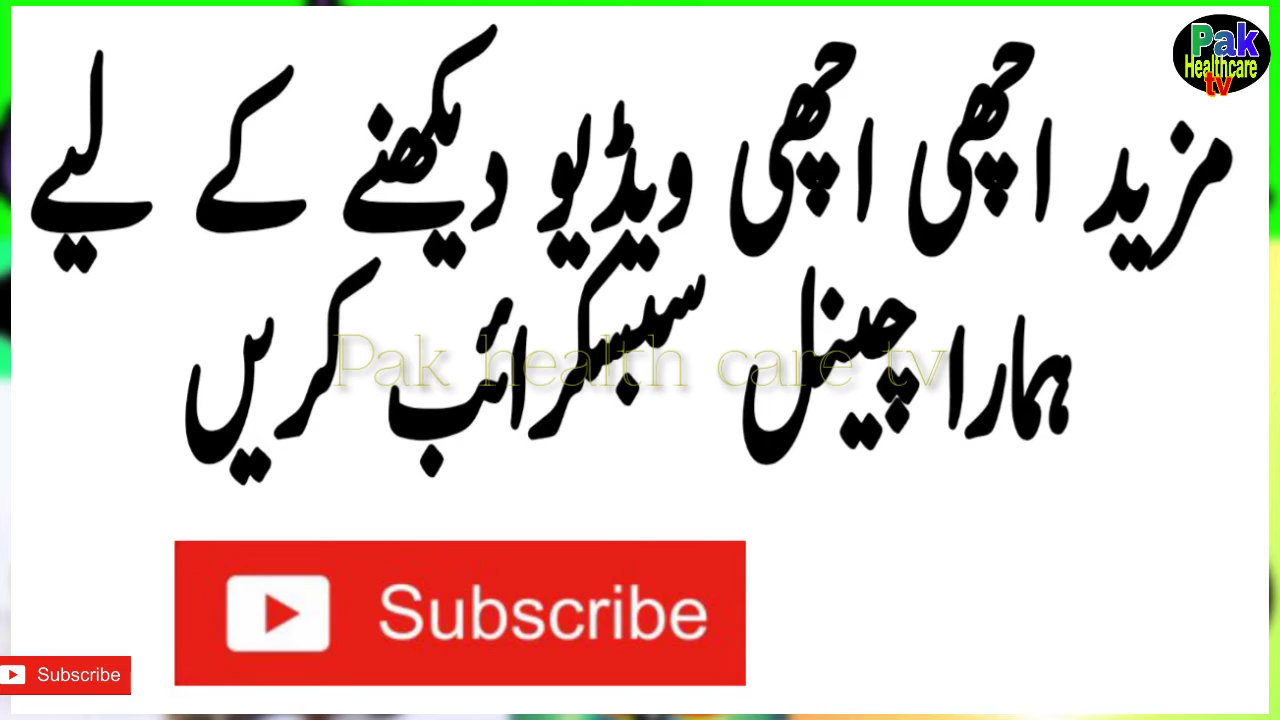 Pak
Healthcare
tv
مزید اچھی اچھی ویڈیو دیکھنے کے لیے
ہمارا چینل سبسکرائب کریں
Pak health care tv
Subscribe
Subscribe